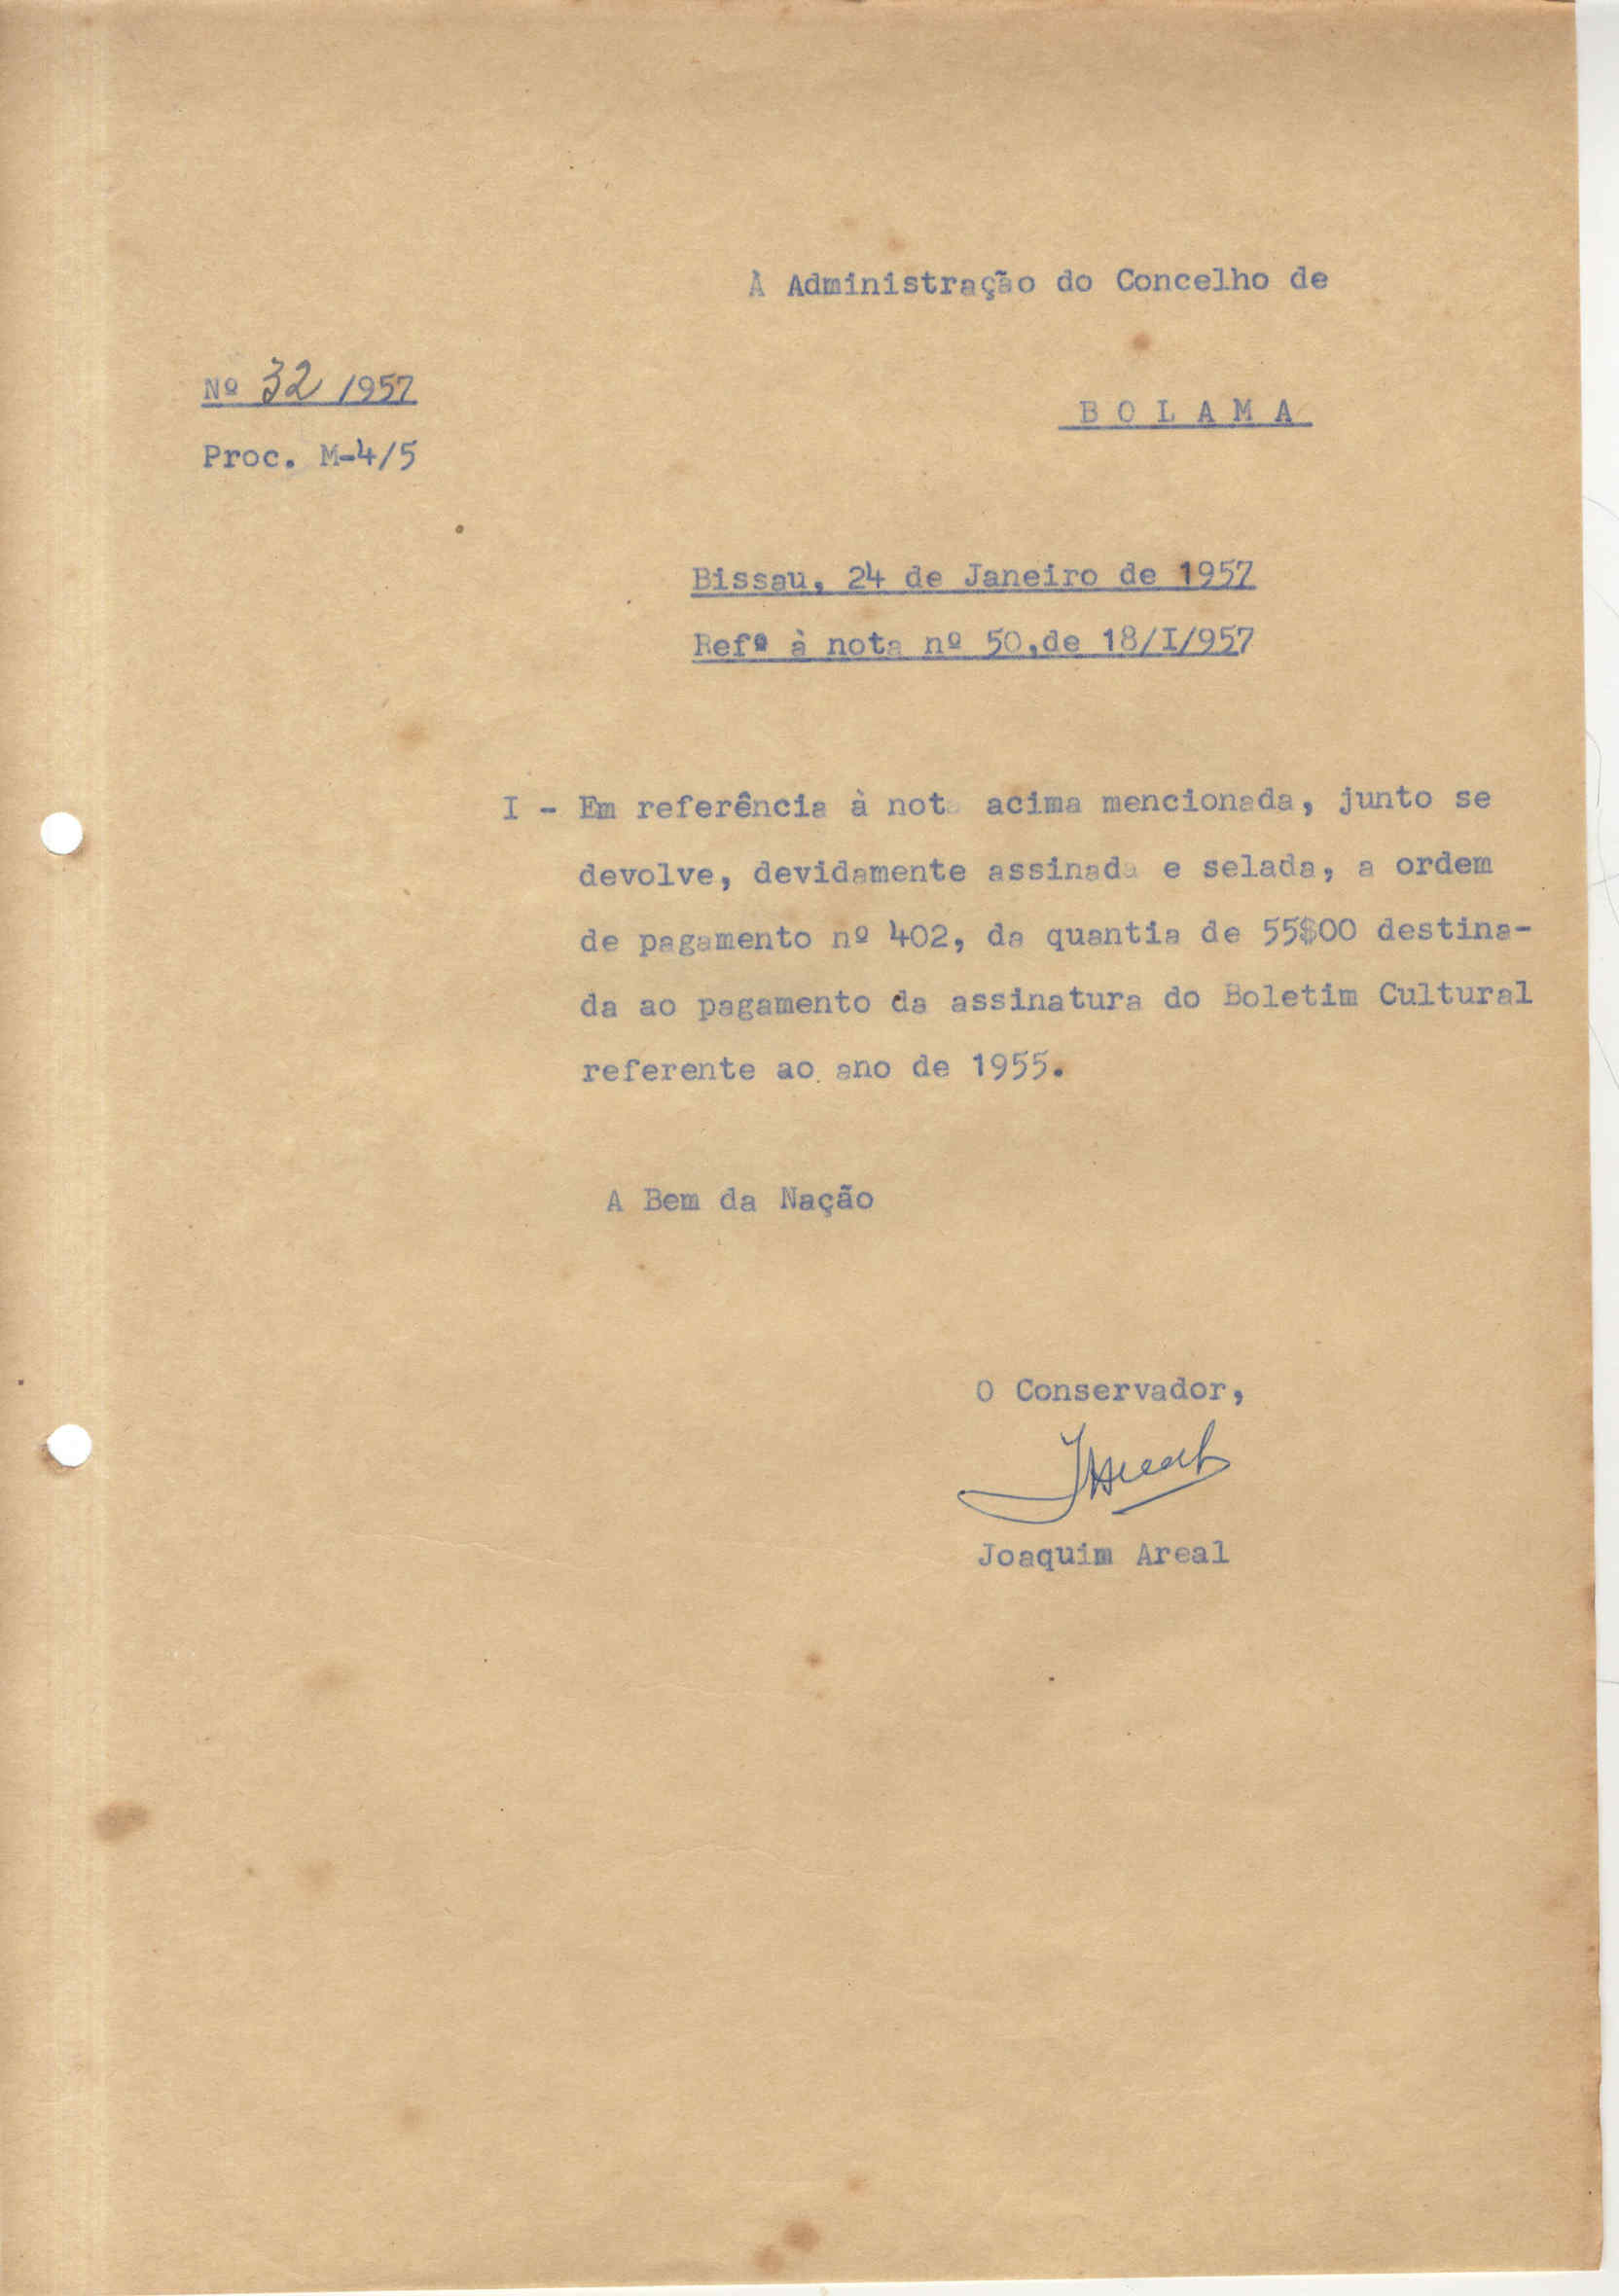 À Administração do Concelho de
Nº 32 /1957
B O L A M A
Proc. M-4/5
Bissau, 24 de Janeiro de 1957
Refª à nota nº 50,de 18/I/957
I - Em referência à nota acima mencionada, junto se
devolve, devidamente assinada e selada, a ordem
de pagamento nº 402, da quantia de 55$00 destina-
da ao pagamento da assinatura do Boletim Cultural
referente ao ano de 1955.
A Bem da Nação
O Conservador,
JAreal
Joaquim Areal